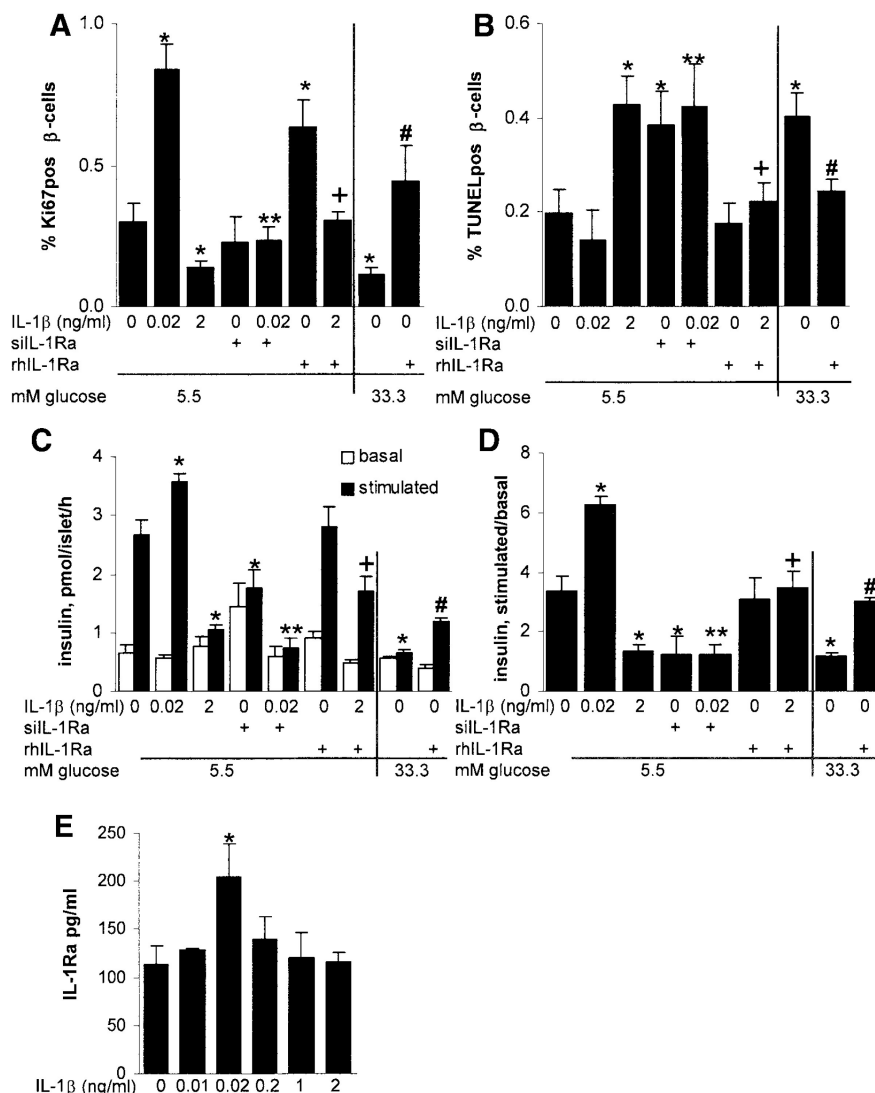 A
1.0
0.5
0.0
% Ki67pos β-cells
* * ** * + * #
IL-1β (ng/ml) 0 0.02 2 0 0.02 0 2 0 0
siIL-1Ra + +
rhIL-1Ra + + +
mM glucose 5.5 33.3
B
0.6
0.4
0.2
0.0
% TUNELpos β-cells
* * ** + * #
IL-1β (ng/ml) 0 0.02 2 0 0.02 0 2 0 0
siIL-1Ra + +
rhIL-1Ra + + +
mM glucose 5.5 33.3
C
4
3
2
1
0
insulin, pmol/islet/h
basal
stimulated
* * * ** + * #
IL-1β (ng/ml) 0 0.02 2 0 0.02 0 2 0 0
siIL-1Ra + +
rhIL-1Ra + + +
mM glucose 5.5 33.3
D
8
6
4
2
0
insulin, stimulated/basal
* * * ** + * #
IL-1β (ng/ml) 0 0.02 2 0 0.02 0 2 0 0
siIL-1Ra + +
rhIL-1Ra + + +
mM glucose 5.5 33.3
E
250
200
150
100
50
0
IL-1Ra pg/ml
*
IL-1β (ng/ml) 0 0.01 0.02 0.2 1 2